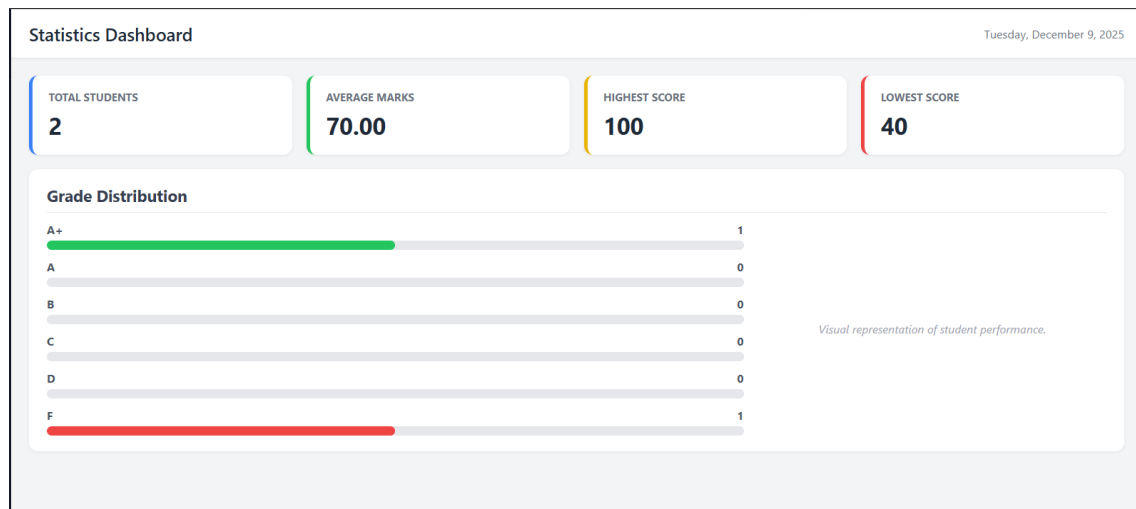 Statistics Dashboard
Tuesday, December 9, 2025
TOTAL STUDENTS
2
AVERAGE MARKS
70.00
HIGHEST SCORE
100
LOWEST SCORE
40
Grade Distribution
A+ 1
A 0
B 0
C 0
D 0
F 1
Visual representation of student performance.